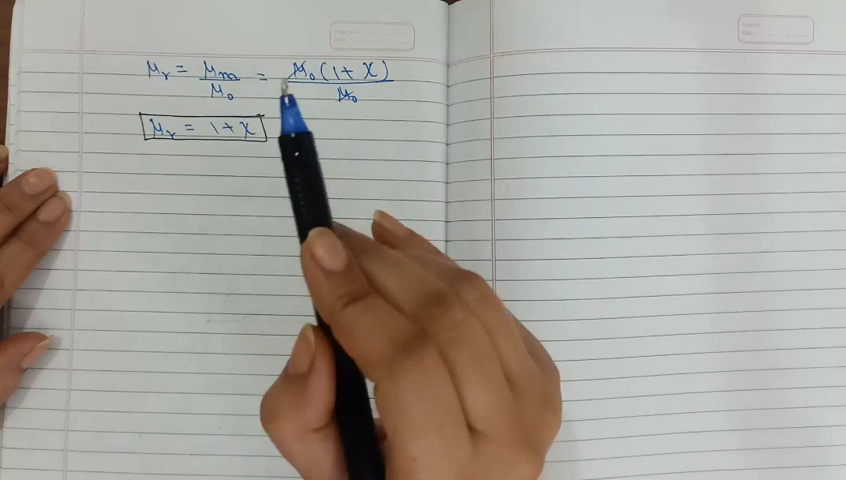 μr = μm/μ0 = μ0(1+χ)/μ0
μr = 1+χ